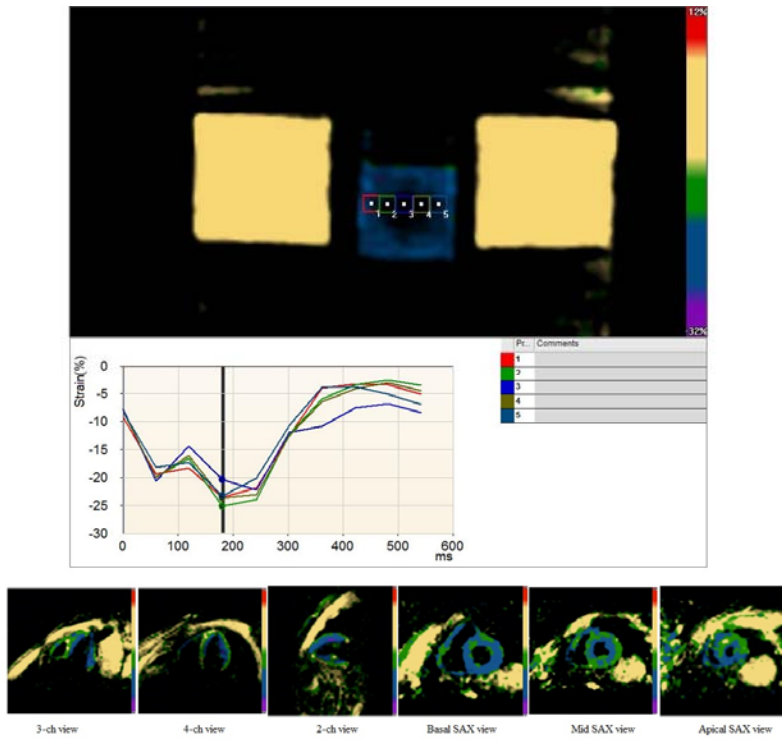 12%
1 2 3 4 5
-32%
Pr... Comments
1
2
3
4
5
Strain(%)
0
-5
-10
-15
-20
-25
-30
0 100 200 300 400 500 600
ms
3-ch view 4-ch view 2-ch view Basal SAX view Mid SAX view Apical SAX view